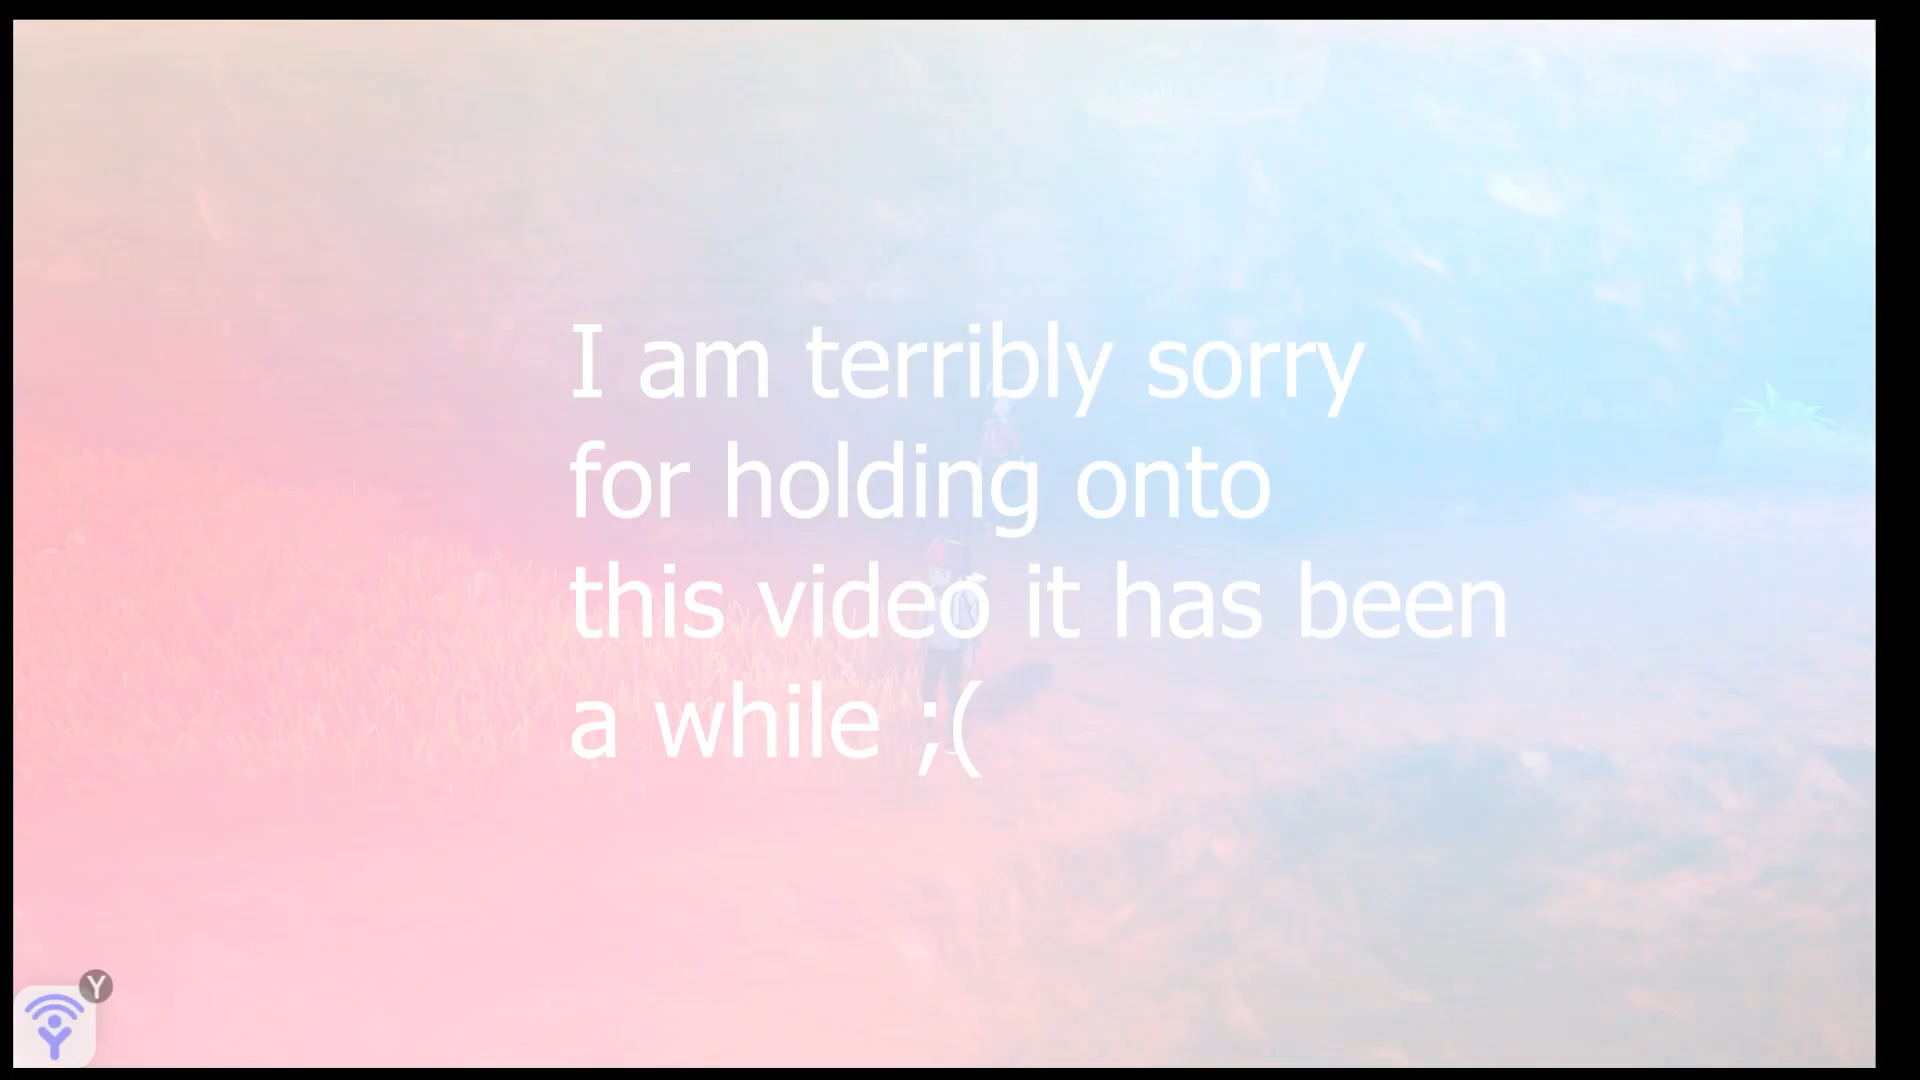 I am terribly sorry
for holding onto
this video it has been
a while ;(
Y